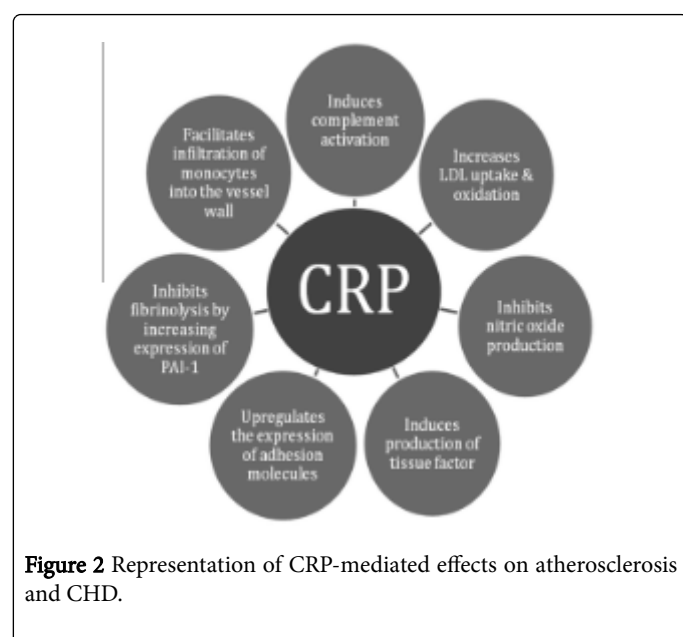 Induces
complement
activation
Increases
LDL uptake &
oxidation
Inhibits
nitric oxide
production
Induces
production of
tissue factor
Upregulates
the expression
of adhesion
molecules
Inhibits
fibrinolysis by
increasing
expression of
PAI-1
Facilitates
infiltration of
monocytes
into the vessel
wall
CRP
Figure 2 Representation of CRP-mediated effects on atherosclerosis
and CHD.